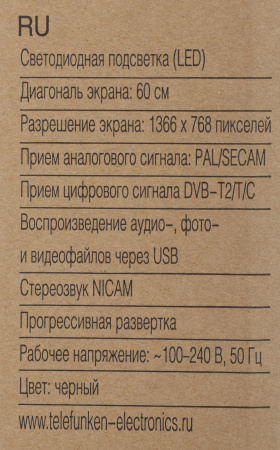 RU
Светодиодная подсветка (LED)
Диагональ экрана: 60 см
Разрешение экрана: 1366 x 768 пикселей
Прием аналогового сигнала: PAL/SECAM
Прием цифрового сигнала DVB-T2/T/C
Воспроизведение аудио-, фото-
и видеофайлов через USB
Стереозвук NICAM
Прогрессивная развертка
Рабочее напряжение: ~100-240 В, 50 Гц
Цвет: черный
www.telefunken-electronics.ru